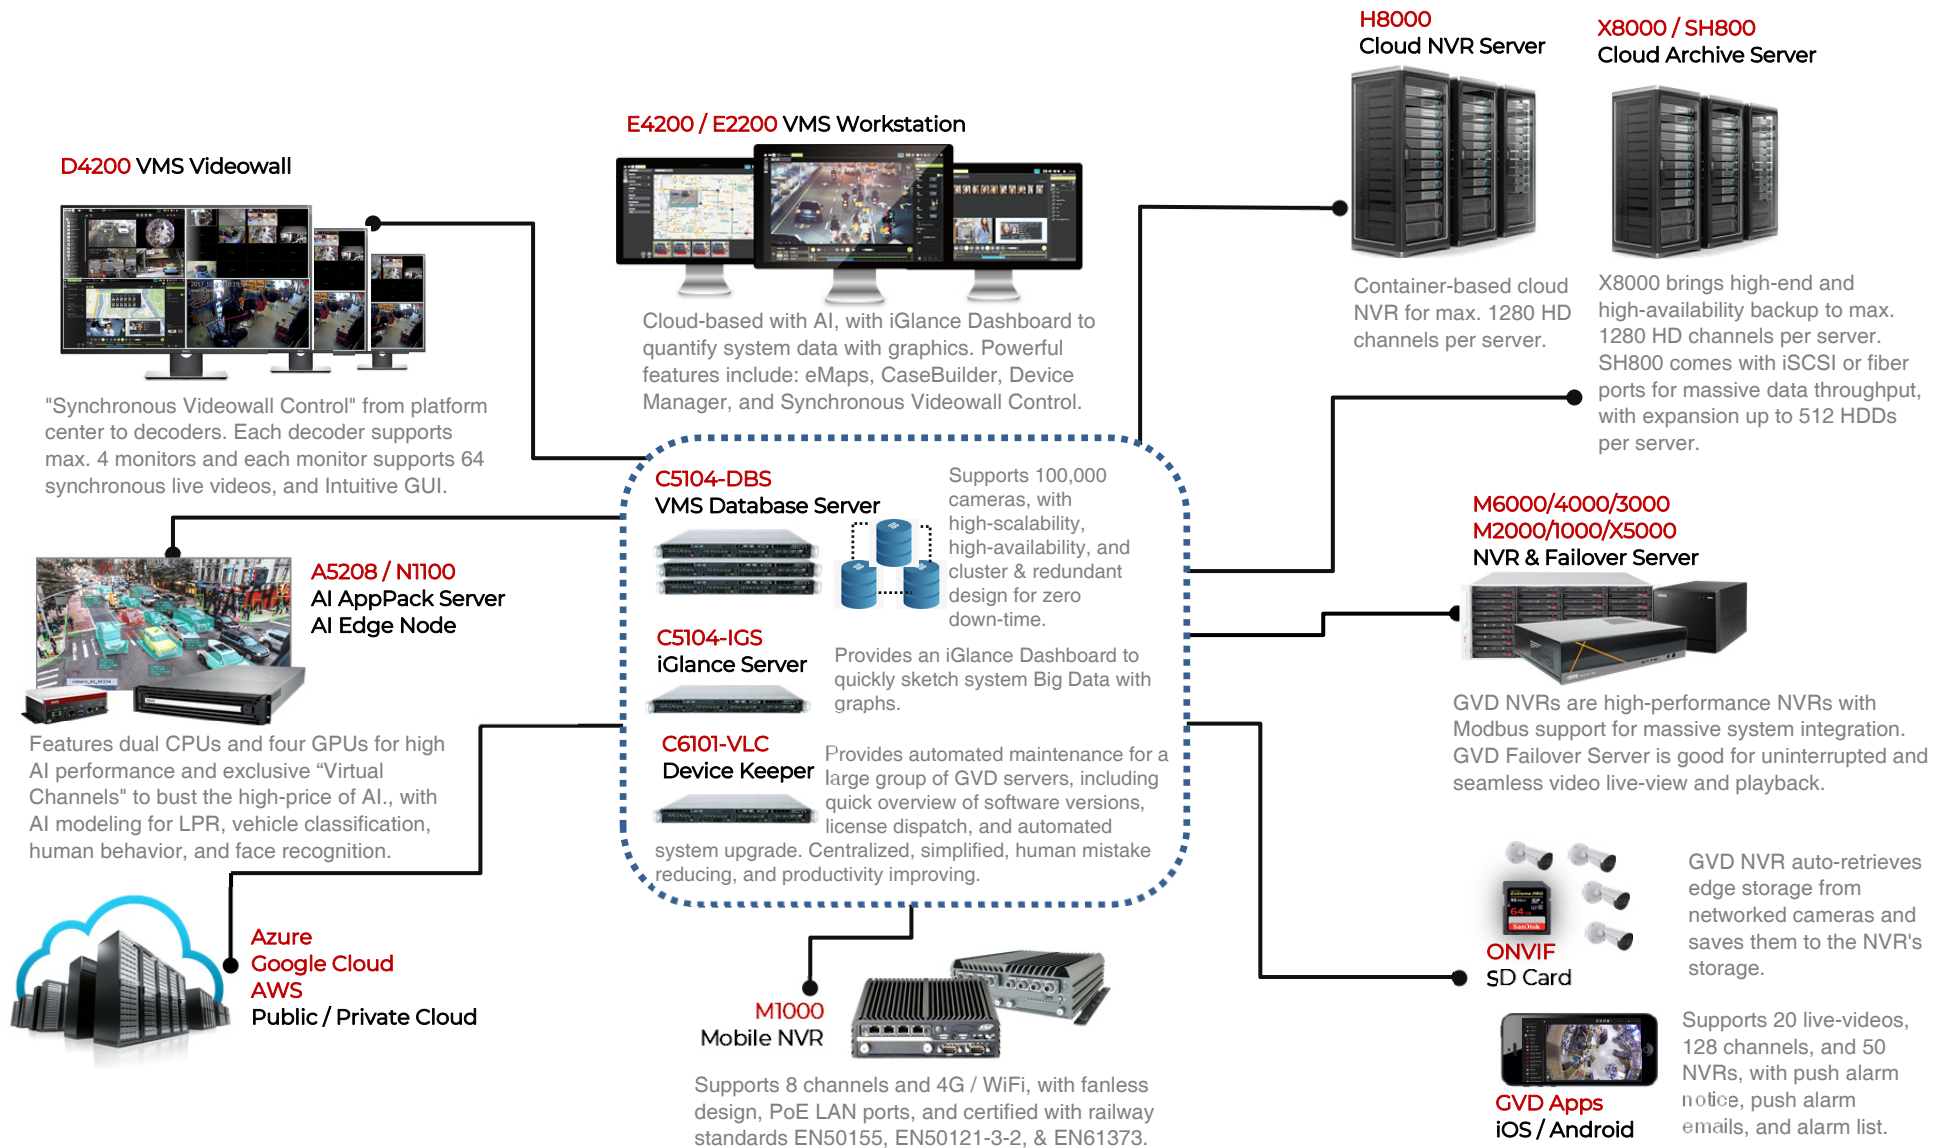 H8000
Cloud NVR Server
X8000 / SH800
Cloud Archive Server
E4200 / E2200 VMS Workstation
D4200 VMS Videowall
Container-based cloud
NVR for max. 1280 HD
channels per server.
X8000 brings high-end and
high-availability backup to max.
1280 HD channels per server.
SH800 comes with iSCSI or fiber
ports for massive data throughput,
with expansion up to 512 HDDs
per server.
Cloud-based with AI, with iGlance Dashboard to
quantify system data with graphics. Powerful
features include: eMaps, CaseBuilder, Device
Manager, and Synchronous Videowall Control.
"Synchronous Videowall Control" from platform
center to decoders. Each decoder supports
max. 4 monitors and each monitor supports 64
synchronous live videos, and Intuitive GUI.
C5104-DBS
VMS Database Server
Supports 100,000
cameras, with
high-scalability,
high-availability, and
cluster & redundant
design for zero
down-time.
M6000/4000/3000
M2000/1000/X5000
NVR & Failover Server
A5208 / N1100
AI AppPack Server
AI Edge Node
C5104-IGS
iGlance Server
Provides an iGlance Dashboard to
quickly sketch system Big Data with
graphs.
GVD NVRs are high-performance NVRs with
Modbus support for massive system integration.
GVD Failover Server is good for uninterrupted and
seamless video live-view and playback.
Features dual CPUs and four GPUs for high
AI performance and exclusive “Virtual
Channels" to bust the high-price of AI., with
AI modeling for LPR, vehicle classification,
human behavior, and face recognition.
C6101-VLC
Device Keeper
Provides automated maintenance for a
large group of GVD servers, including
quick overview of software versions,
license dispatch, and automated
system upgrade. Centralized, simplified, human mistake
reducing, and productivity improving.
Extreme PRO
64
SanDisk
ONVIF
SD Card
GVD NVR auto-retrieves
edge storage from
networked cameras and
saves them to the NVR's
storage.
Azure
Google Cloud
AWS
Public / Private Cloud
M1000
Mobile NVR
Supports 8 channels and 4G / WiFi, with fanless
design, PoE LAN ports, and certified with railway
standards EN50155, EN50121-3-2, & EN61373.
GVD Apps
iOS / Android
Supports 20 live-videos,
128 channels, and 50
NVRs, with push alarm
notice, push alarm
emails, and alarm list.